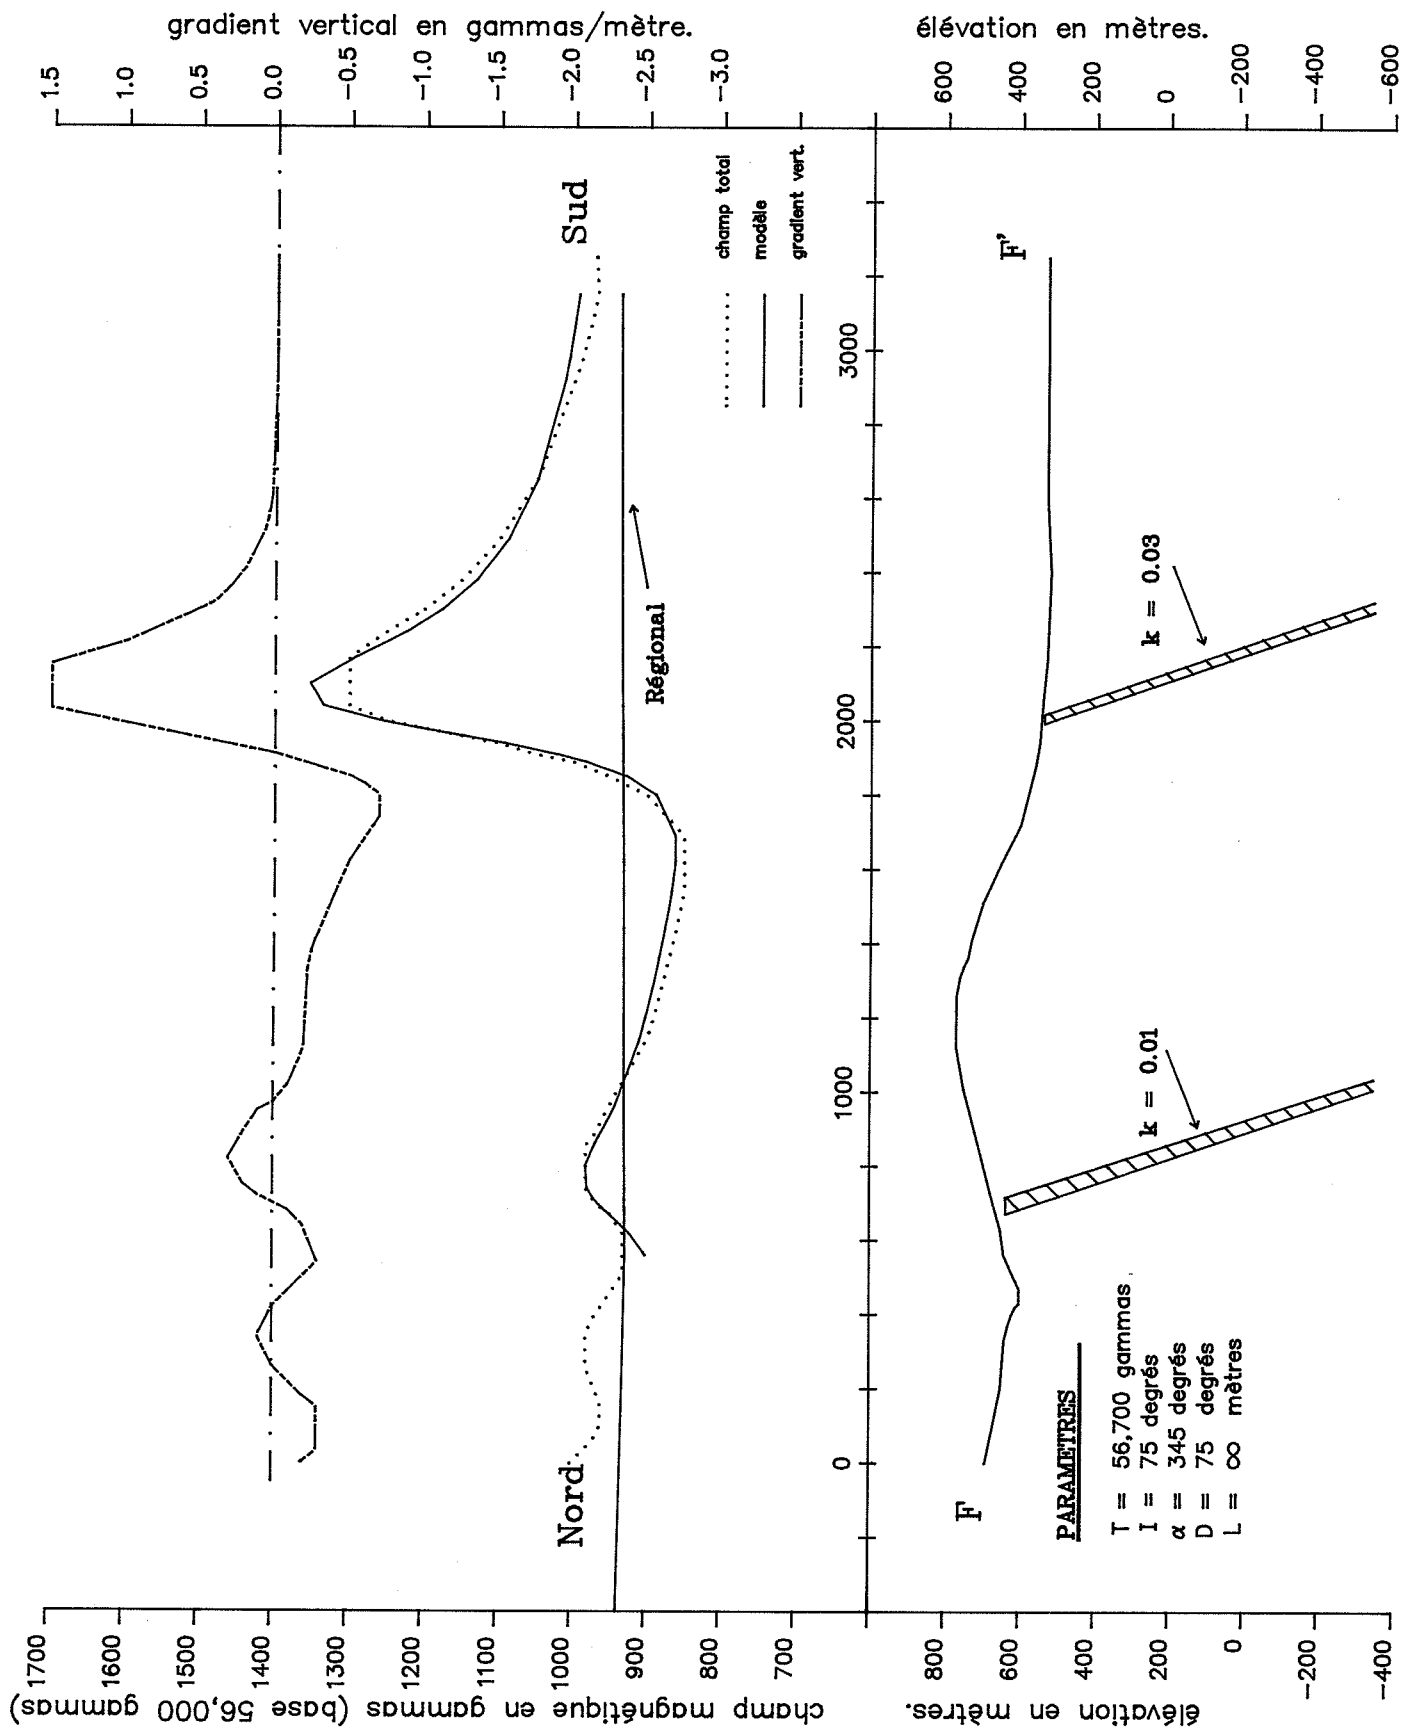 champ magnétique en gammas (base 56,000 gammas)
1700
1600
1500
1400
1300
1200
1100
1000
900
800
700
gradient vertical en gammas/mètre.
1.5
1.0
0.5
0.0
-0.5
-1.0
-1.5
-2.0
-2.5
-3.0
Nord
Sud
Régional
champ total
modèle
gradient vert.
0
1000
2000
3000
élévation en mètres.
800
600
400
200
0
-200
-400
élévation en mètres.
600
400
200
0
-200
-400
-600
F
F'
k = 0.01
k = 0.03
PARAMETRES
T = 56,700 gammas
I = 75 degrés
α = 345 degrés
D = 75 degrés
L = ∞ mètres